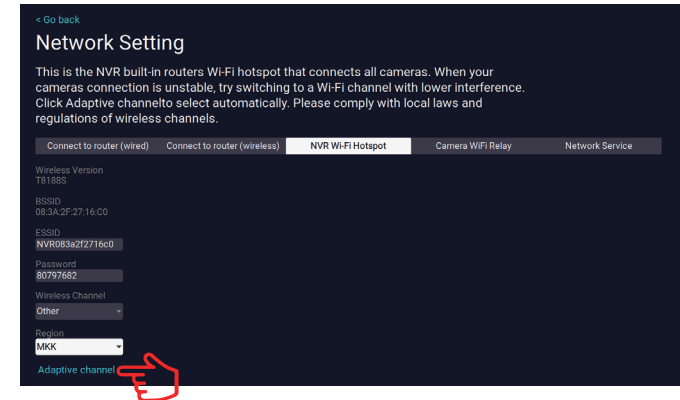 < Go back
Network Setting
This is the NVR built-in routers Wi-Fi hotspot that connects all cameras. When your
cameras connection is unstable, try switching to a Wi-Fi channel with lower interference.
Click Adaptive channelto select automatically. Please comply with local laws and
regulations of wireless channels.
Connect to router (wired) Connect to router (wireless) NVR Wi-Fi Hotspot Camera WiFi Relay Network Service
Wireless Version
T8188S
BSSID
08:3A:2F:27:16:C0
ESSID
NVR083a2f2716c0
Password
80797682
Wireless Channel
Other
Region
MKK
Adaptive channel